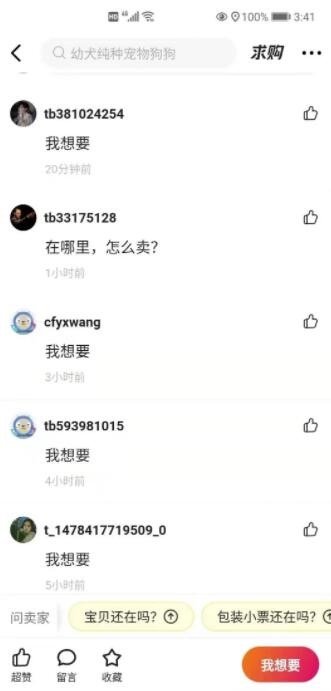 HD 4G 100% 3:41
幼犬纯种宠物狗狗 求购
tb381024254
我想要
20分钟前
tb33175128
在哪里，怎么卖？
1小时前
cfyxwang
我想要
3小时前
tb593981015
我想要
4小时前
t_1478417719509_0
我想要
5小时前
问卖家 宝贝还在吗？ 包装小票还在吗？
超赞 留言 收藏 我想要